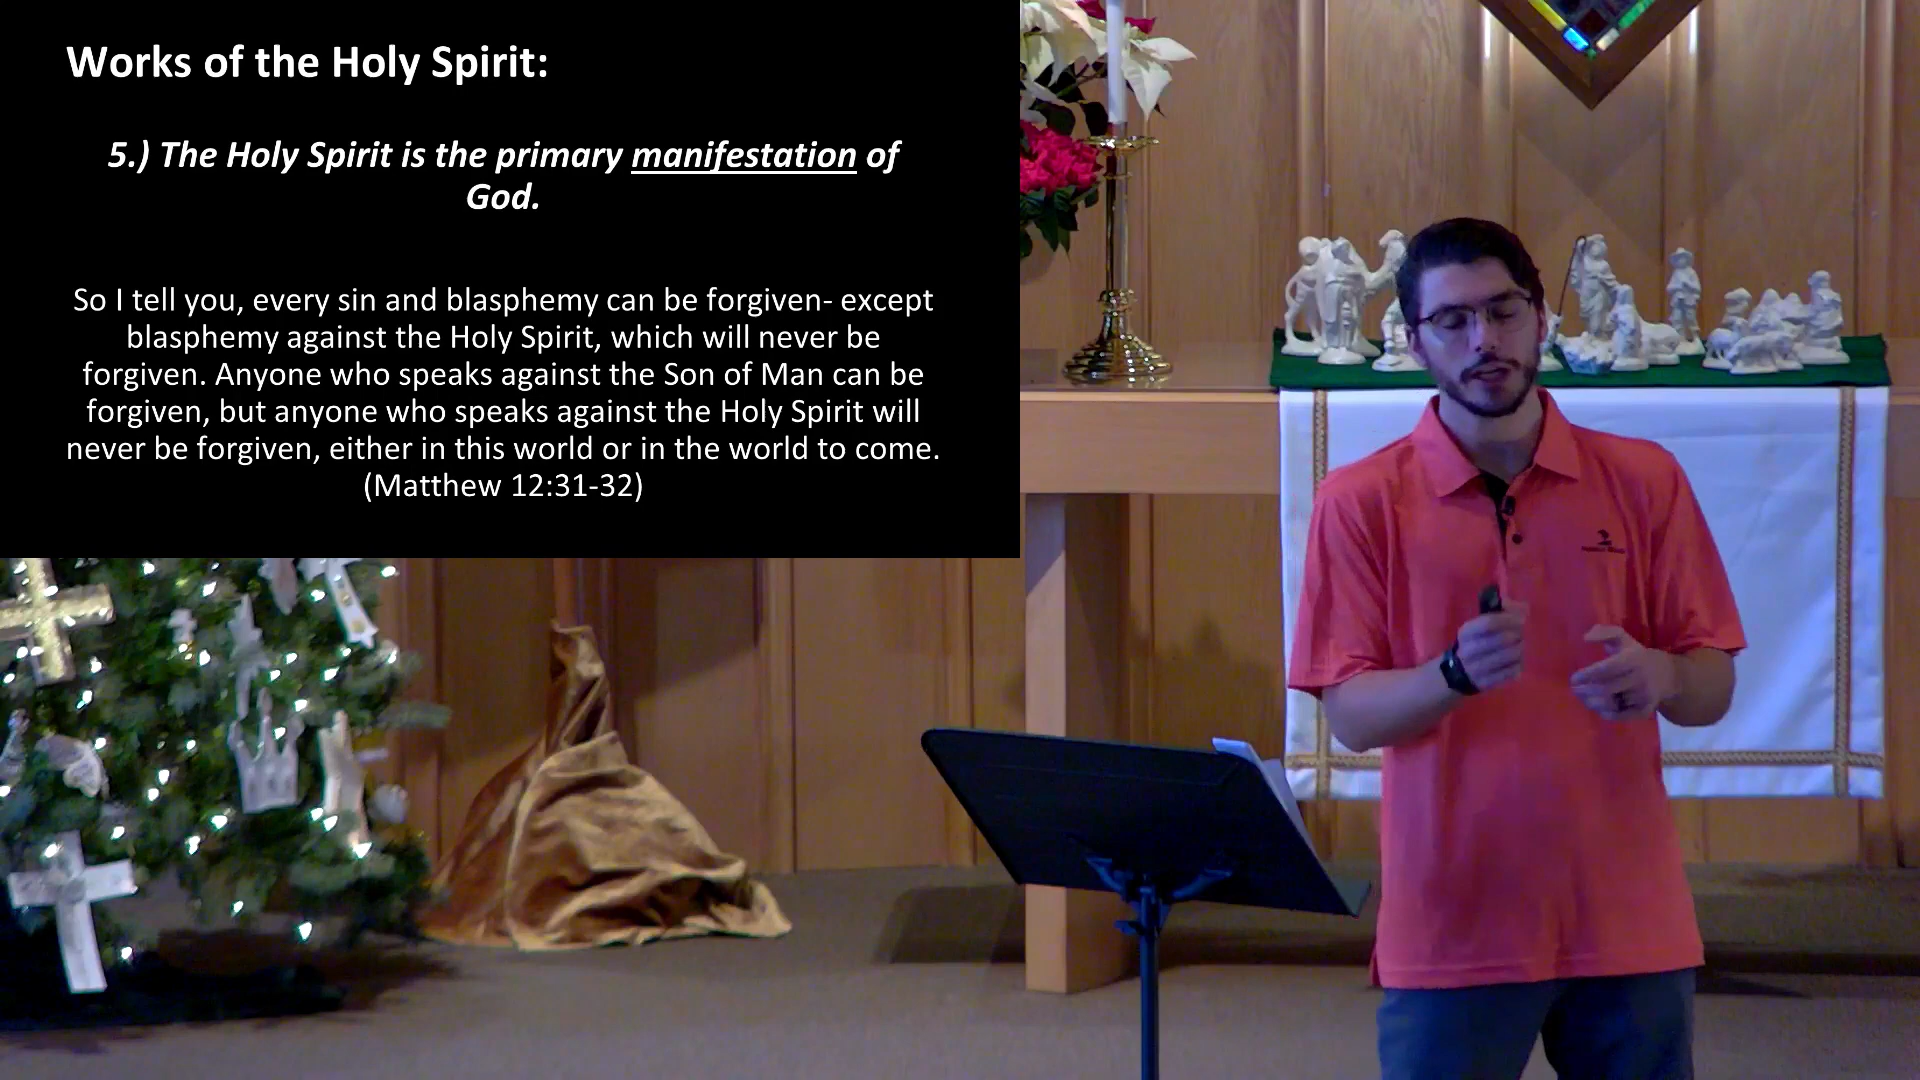 Works of the Holy Spirit:
5.) The Holy Spirit is the primary manifestation of
God.
So I tell you, every sin and blasphemy can be forgiven- except
blasphemy against the Holy Spirit, which will never be
forgiven. Anyone who speaks against the Son of Man can be
forgiven, but anyone who speaks against the Holy Spirit will
never be forgiven, either in this world or in the world to come.
(Matthew 12:31-32)